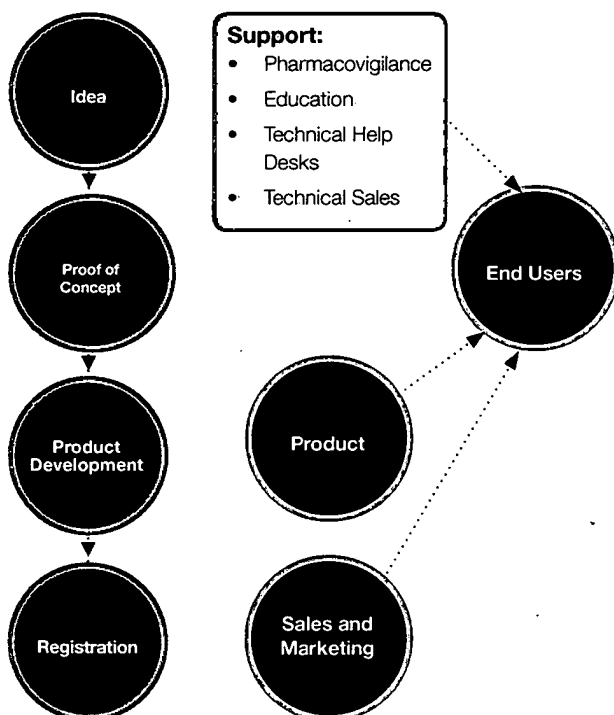 Idea
Proof of
Concept
Product
Development
Registration
Support:
• Pharmacovigilance
• Education
• Technical Help
Desks
• Technical Sales
End Users
Product
Sales and
Marketing